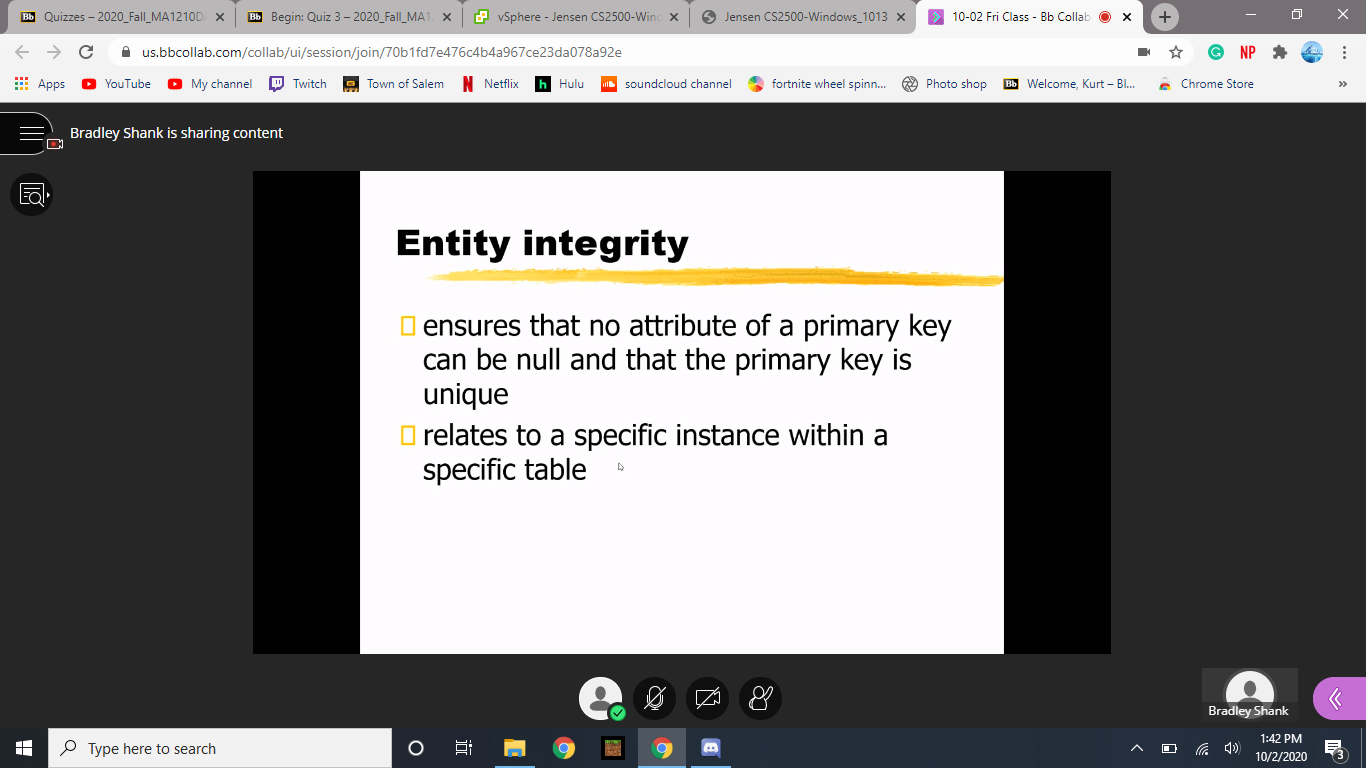 Quizzes – 2020_Fall_MA1210D
Begin: Quiz 3 – 2020_Fall_MA1
vSphere - Jensen CS2500-Wind
Jensen CS2500-Windows_1013
10-02 Fri Class - Bb Collab
us.bbcollab.com/collab/ui/session/join/70b1fd7e476c4b4a967ce23da078a92e
NP
Apps YouTube My channel Twitch Town of Salem Netflix Hulu soundcloud channel fortnite wheel spinn... Photo shop Welcome, Kurt – Bl... Chrome Store »
Bradley Shank is sharing content
Entity integrity
ensures that no attribute of a primary key
can be null and that the primary key is
unique
relates to a specific instance within a
specific table
Bradley Shank
Type here to search
1:42 PM
10/2/2020
3